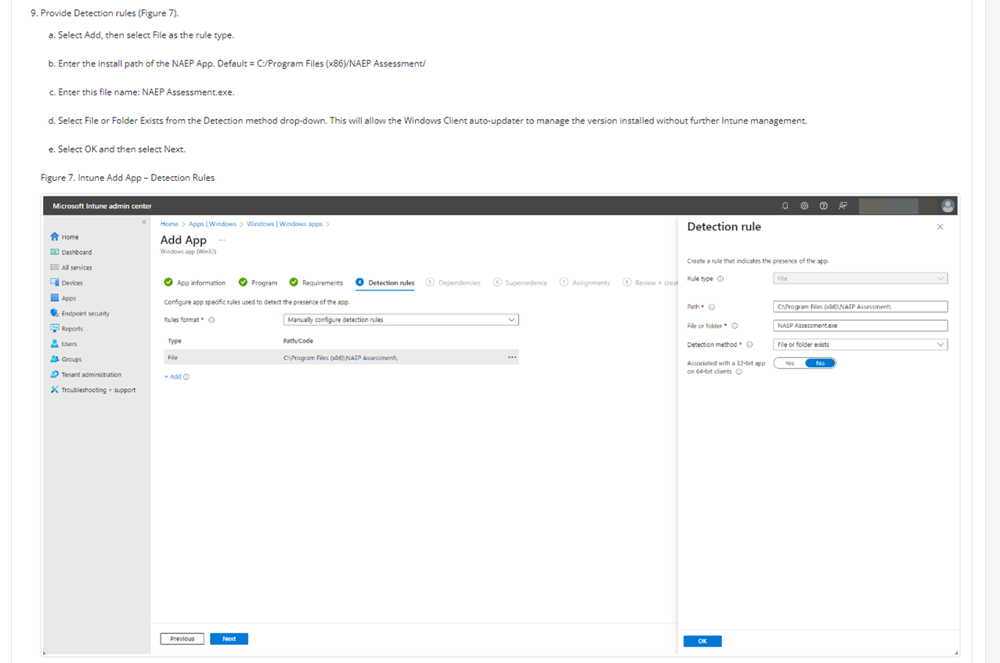 9. Provide Detection rules (Figure 7).
a. Select Add, then select File as the rule type.
b. Enter the install path of the NAEP App. Default = C:/Program Files (x86)/NAEP Assessment/
c. Enter this file name: NAEP Assessment.exe.
d. Select File or Folder Exists from the Detection method drop-down. This will allow the Windows Client auto-updater to manage the version installed without further Intune management.
e. Select OK and then select Next.
Figure 7. Intune Add App – Detection Rules
Microsoft Intune admin center
«
Home
Dashboard
All services
Devices
Apps
Endpoint security
Reports
Users
Groups
Tenant administration
Troubleshooting + support
Home > Apps | Windows > Windows | Windows apps >
Add App ...
Windows app (Win32)
App information Program Requirements 4 Detection rules 5 Dependencies 6 Supersedence 7 Assignments 8 Review + creat
Configure app specific rules used to detect the presence of the app.
Rules format * Manually configure detection rules
Type Path/Code
File C:\Program Files (x86)\NAEP Assessment\ ...
+ Add
Previous Next
Detection rule
Create a rule that indicates the presence of the app.
Rule type File
Path * C:\Program Files (x86)\NAEP Assessment\
File or folder * NAEP Assessment.exe
Detection method * File or folder exists
Associated with a 32-bit app Yes No
on 64-bit clients
OK